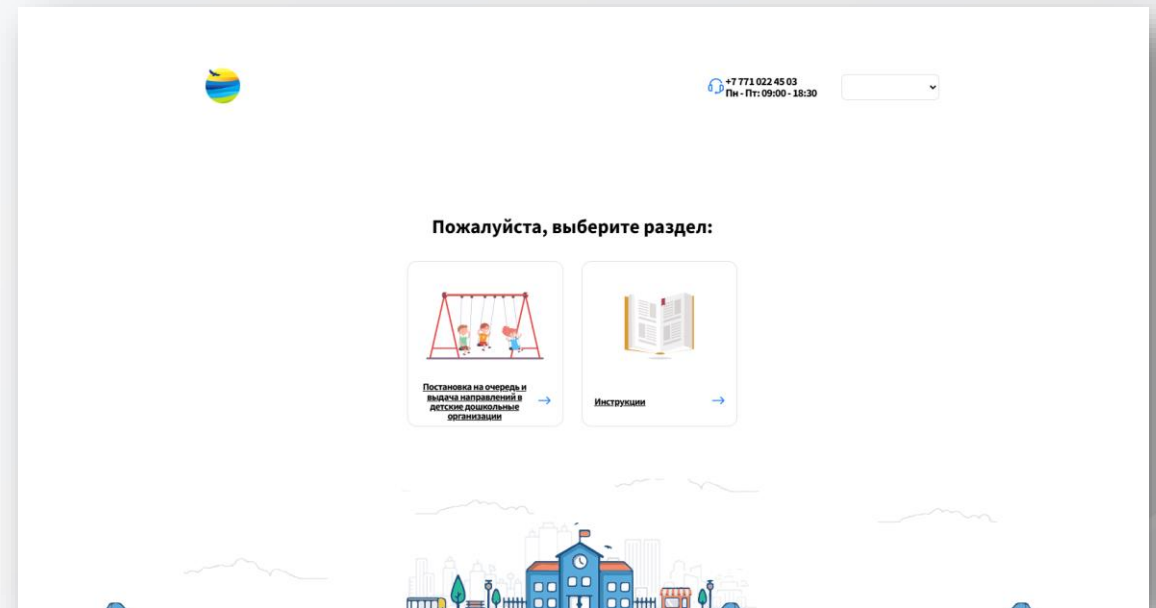 +7 771 022 45 03
Пн - Пт: 09:00 - 18:30
Пожалуйста, выберите раздел:
Постановка на очередь и
выдача направлений в
детские дошкольные
организации
Инструкции